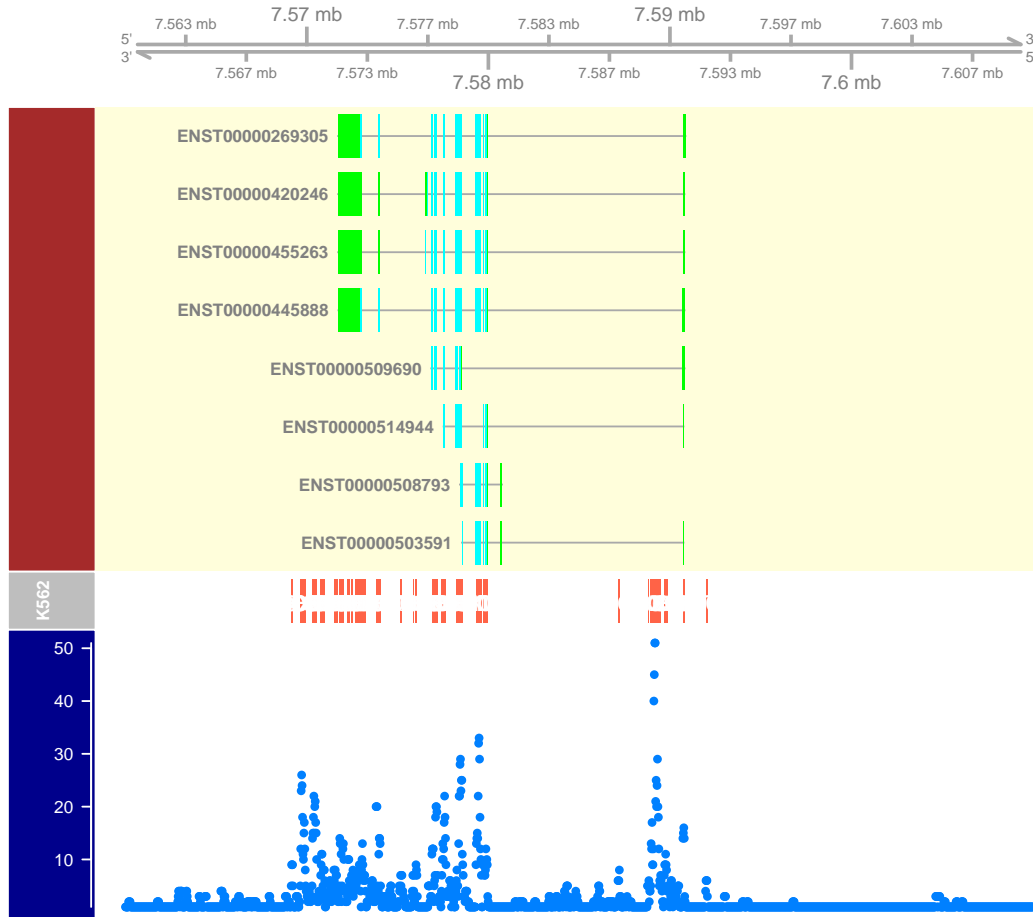 7.57 mb 7.59 mb
7.563 mb 7.577 mb 7.583 mb 7.597 mb 7.603 mb
5' 3'
3' 5'
7.567 mb 7.573 mb 7.587 mb 7.593 mb 7.607 mb
7.58 mb 7.6 mb
ENST00000269305
ENST00000420246
ENST00000455263
ENST00000445888
ENST00000509690
ENST00000514944
ENST00000508793
ENST00000503591
K562
50
40
30
20
10